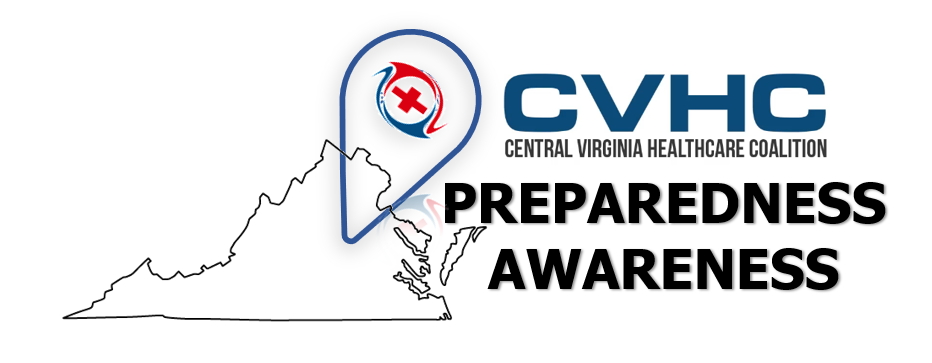 CVHC
CENTRAL VIRGINIA HEALTHCARE COALITION
PREPAREDNESS
AWARENESS